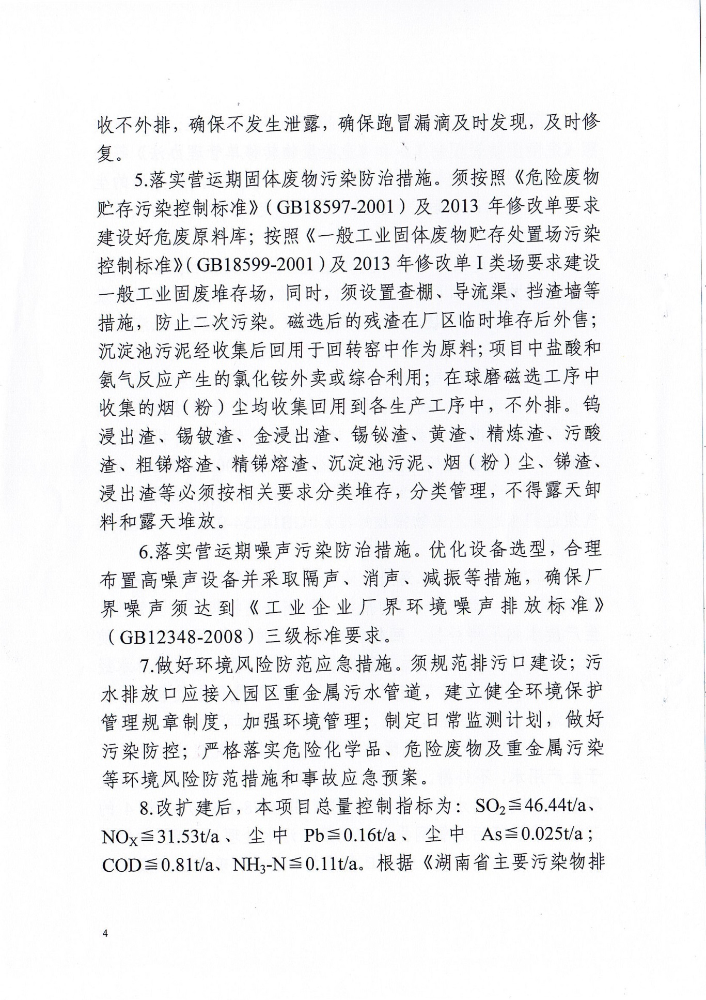 收不外排，确保不发生泄露，确保跑冒漏滴及时发现，及时修
复。
5.落实营运期固体废物污染防治措施。须按照《危险废物
贮存污染控制标准》（GB18597-2001）及 2013 年修改单要求
建设好危废原料库；按照《一般工业固体废物贮存处置场污染
控制标准》（GB18599-2001）及 2013 年修改单 I 类场要求建设
一般工业固废堆存场，同时，须设置查棚、导流渠、挡渣墙等
措施，防止二次污染。磁选后的残渣在厂区临时堆存后外售；
沉淀池污泥经收集后回用于回转窑中作为原料；项目中盐酸和
氨气反应产生的氯化铵外卖或综合利用；在球磨磁选工序中
收集的烟（粉）尘均收集回用到各生产工序中，不外排。钨
浸出渣、锡铍渣、金浸出渣、锡铋渣、黄渣、精炼渣、污酸
渣、粗锑熔渣、精锑熔渣、沉淀池污泥、烟（粉）尘、锑渣、
浸出渣等必须按相关要求分类堆存，分类管理，不得露天卸
料和露天堆放。
6.落实营运期噪声污染防治措施。优化设备选型，合理
布置高噪声设备并采取隔声、消声、减振等措施，确保厂
界噪声须达到《工业企业厂界环境噪声排放标准》
（GB12348-2008）三级标准要求。
7.做好环境风险防范应急措施。须规范排污口建设；污
水排放口应接入园区重金属污水管道，建立健全环境保护
管理规章制度，加强环境管理；制定日常监测计划，做好
污染防控；严格落实危险化学品、危险废物及重金属污染
等环境风险防范措施和事故应急预案。
8.改扩建后，本项目总量控制指标为：SO₂≦46.44t/a、
NOX≦31.53t/a、尘中 Pb≦0.16t/a、尘中 As≦0.025t/a；
COD≦0.81t/a、NH₃-N≦0.11t/a。根据《湖南省主要污染物排
4